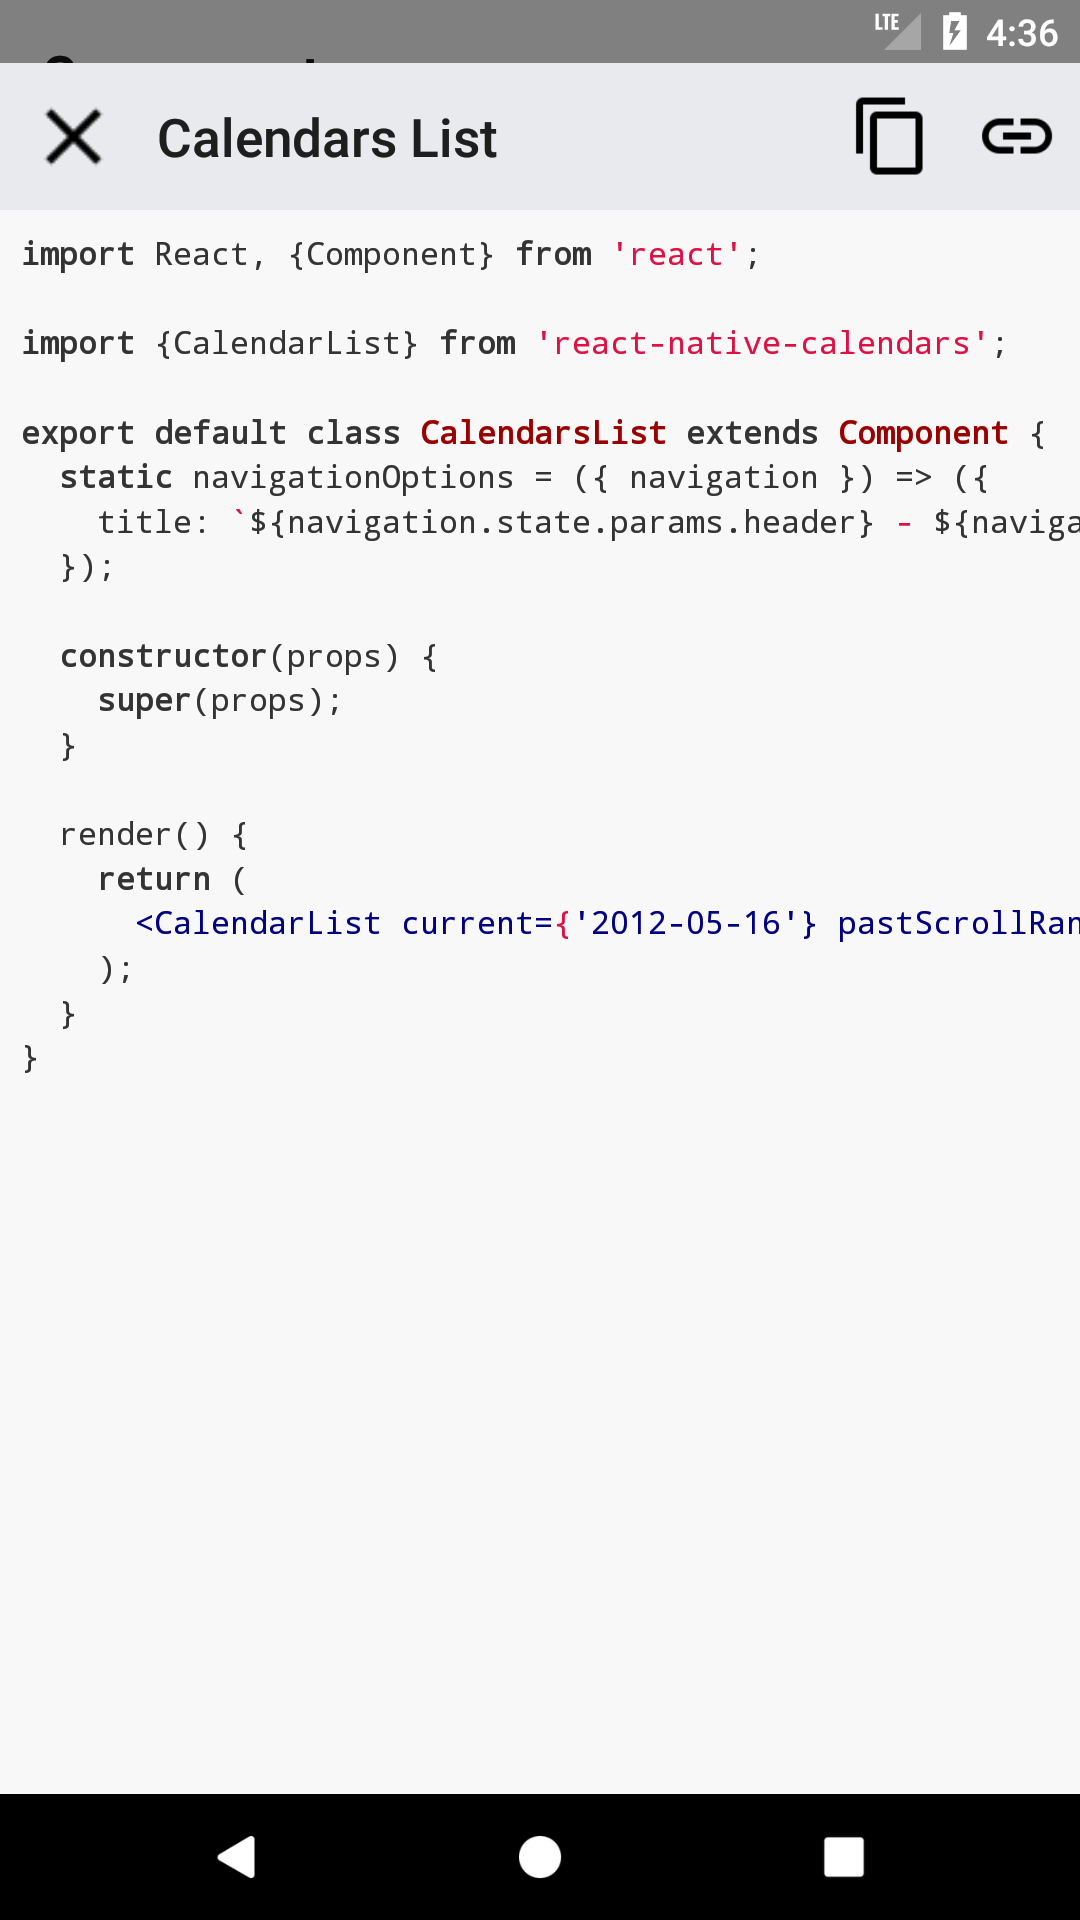 LTE 4:36
Calendars List
import React, {Component} from 'react';
import {CalendarList} from 'react-native-calendars';
export default class CalendarsList extends Component {
static navigationOptions = ({ navigation }) => ({
title: `${navigation.state.params.header} - ${naviga
});
constructor(props) {
super(props);
}
render() {
return (
<CalendarList current={'2012-05-16'} pastScrollRan
);
}
}